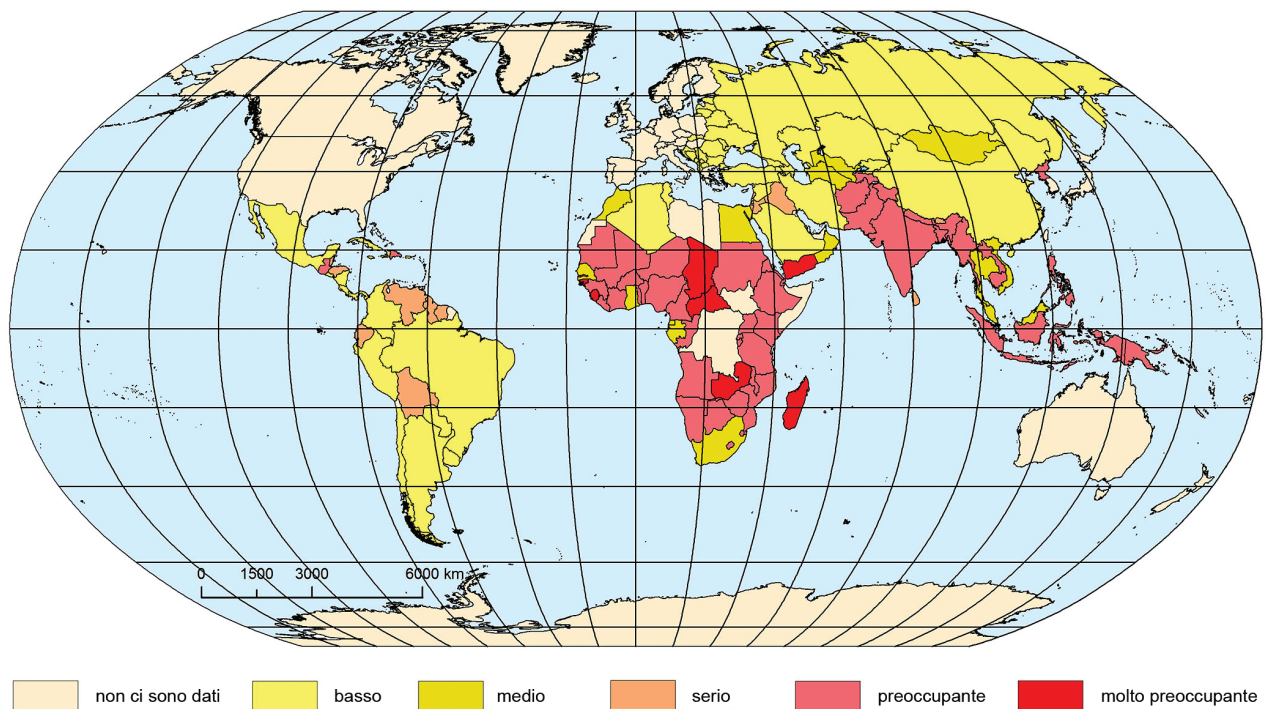 0 1500 3000 6000 km
non ci sono dati basso medio serio preoccupante molto preoccupante